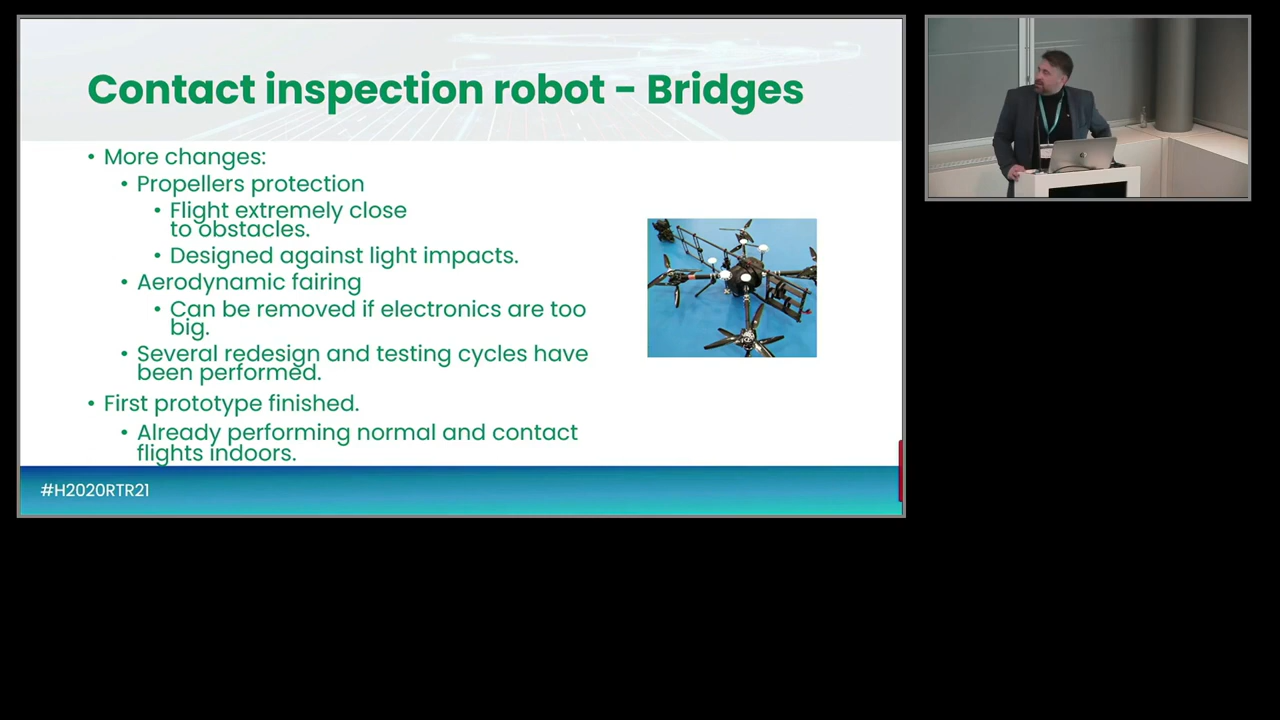 Contact inspection robot - Bridges
• More changes:
• Propellers protection
• Flight extremely close
to obstacles.
• Designed against light impacts.
• Aerodynamic fairing
• Can be removed if electronics are too
big.
• Several redesign and testing cycles have
been performed.
• First prototype finished.
• Already performing normal and contact
flights indoors.
#H2020RTR21